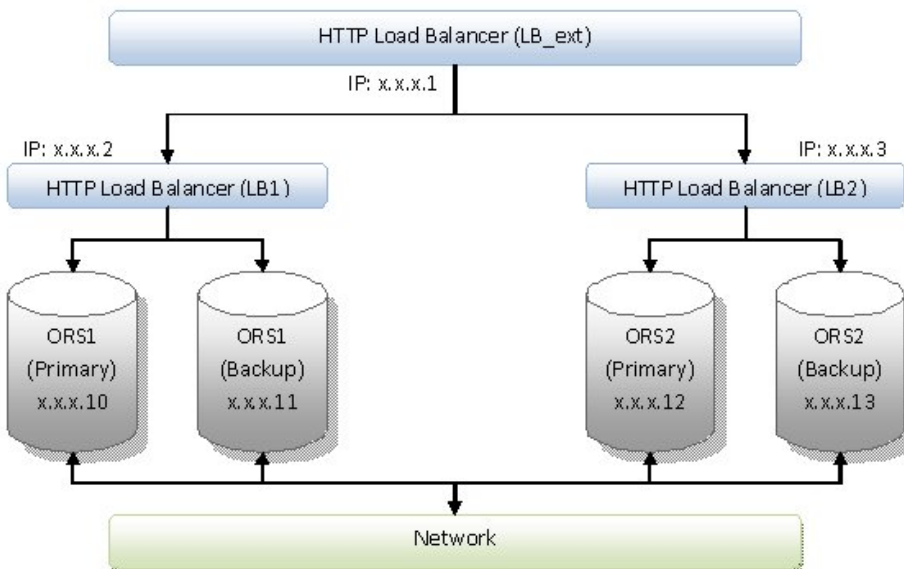 HTTP Load Balancer (LB_ext)
IP: x.x.x.1
IP: x.x.x.2
IP: x.x.x.3
HTTP Load Balancer (LB1)
HTTP Load Balancer (LB2)
ORS1
(Primary)
x.x.x.10
ORS1
(Backup)
x.x.x.11
ORS2
(Primary)
x.x.x.12
ORS2
(Backup)
x.x.x.13
Network